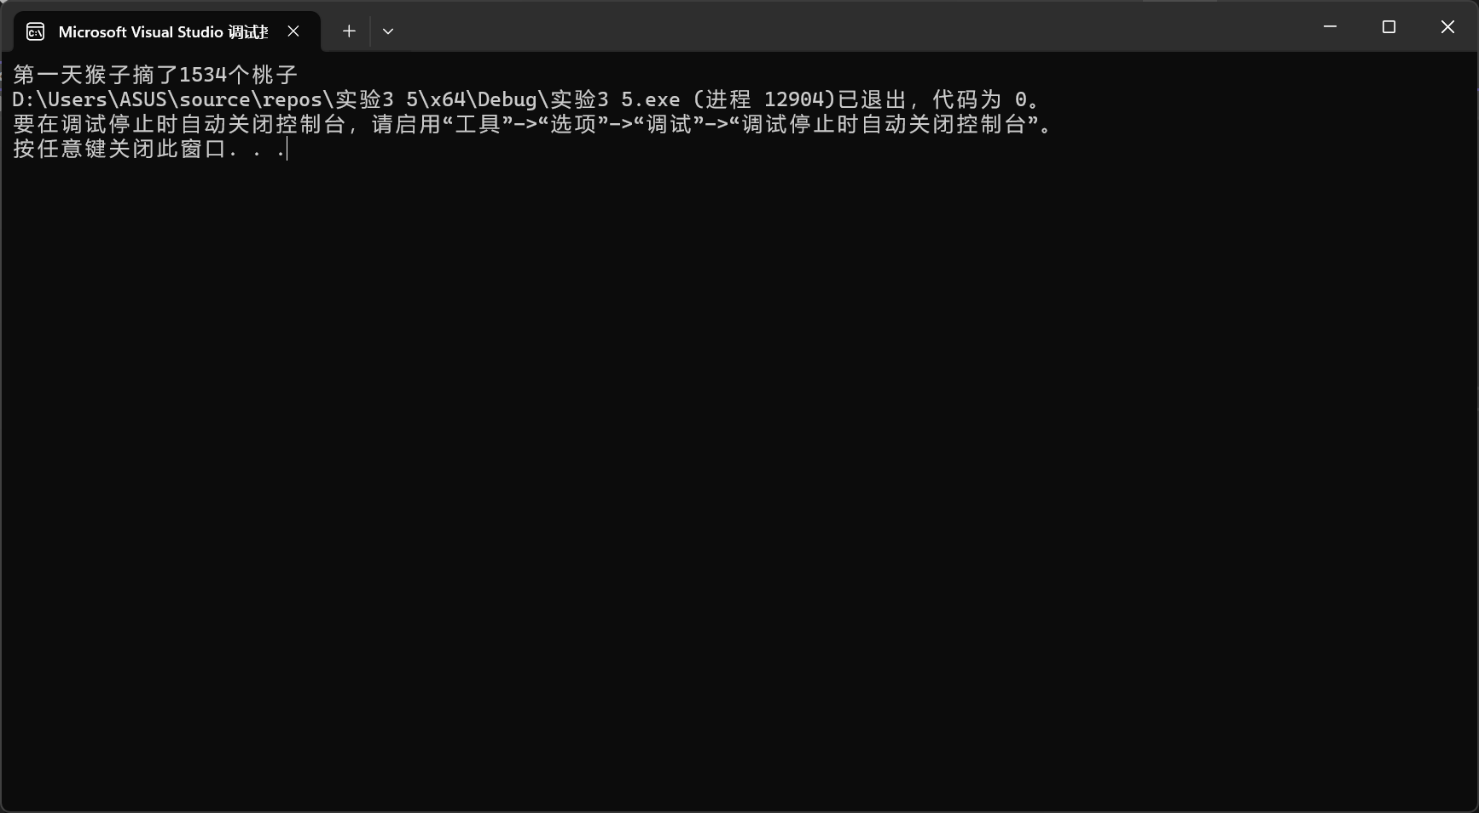 Microsoft Visual Studio 调试
第一天猴子摘了1534个桃子
D:\Users\ASUS\source\repos\实验3 5\x64\Debug\实验3 5.exe (进程 12904)已退出，代码为 0。
要在调试停止时自动关闭控制台，请启用“工具”->“选项”->“调试”->“调试停止时自动关闭控制台”。
按任意键关闭此窗口. . .